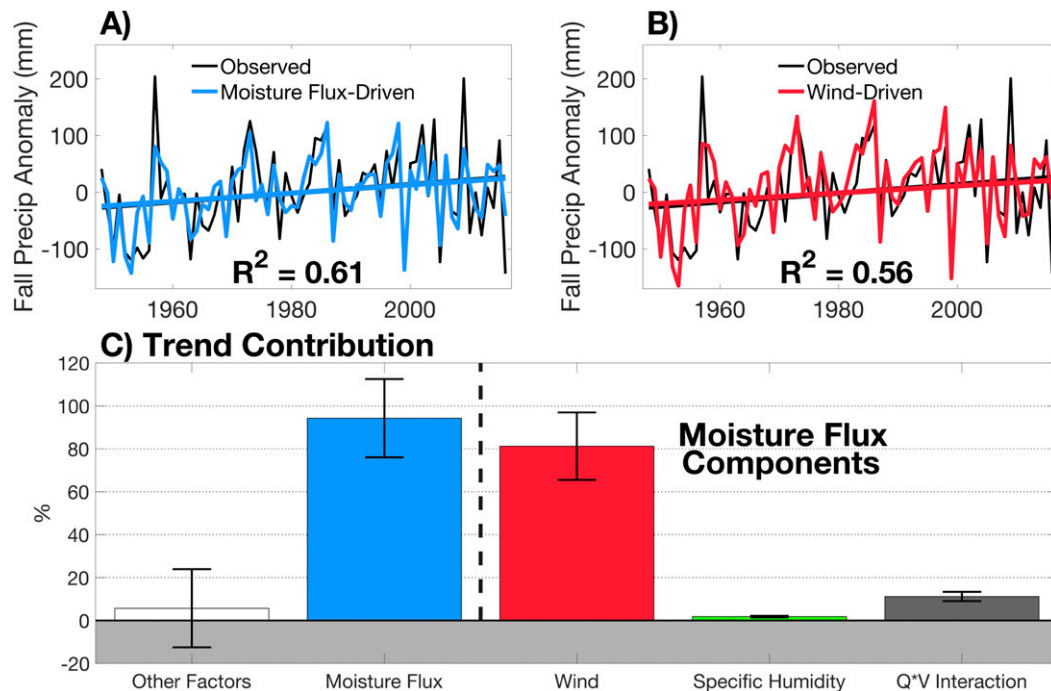 A)
Fall Precip Anomaly (mm)
200
100
0
-100
Observed
Moisture Flux-Driven
R² = 0.61
1960
1980
2000
B)
Fall Precip Anomaly (mm)
200
100
0
-100
Observed
Wind-Driven
R² = 0.56
1960
1980
2000
C) Trend Contribution
%
120
100
80
60
40
20
0
-20
Moisture Flux
Components
Other Factors
Moisture Flux
Wind
Specific Humidity
Q*V Interaction